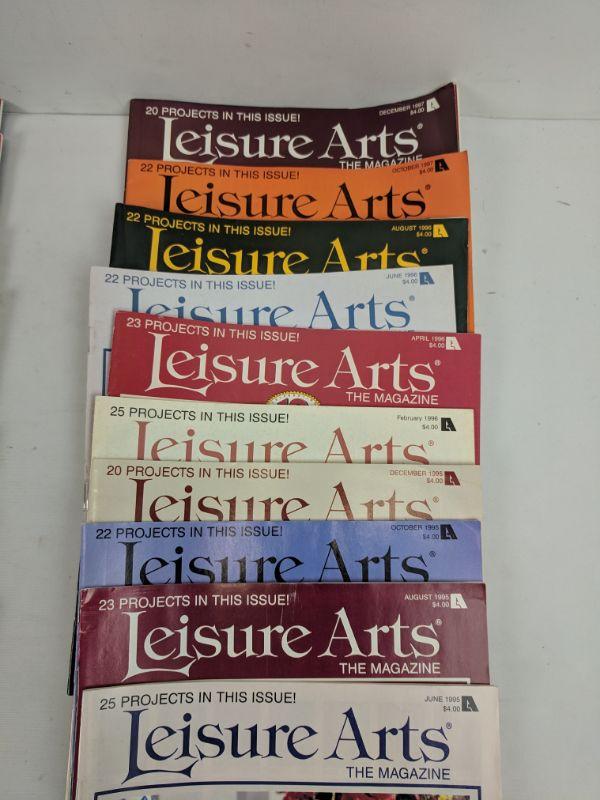 20 PROJECTS IN THIS ISSUE!
DECEMBER 1997
$4.00
Leisure Arts®
THE MAGAZINE
22 PROJECTS IN THIS ISSUE!
OCTOBER 1997
$4.00
Leisure Arts®
22 PROJECTS IN THIS ISSUE!
AUGUST 1996
$4.00
Leisure Arts®
22 PROJECTS IN THIS ISSUE!
JUNE 1996
$4.00
Leisure Arts®
23 PROJECTS IN THIS ISSUE!
APRIL 1996
$4.00
Leisure Arts®
THE MAGAZINE
25 PROJECTS IN THIS ISSUE!
February 1996
$4.00
Leisure Arts®
20 PROJECTS IN THIS ISSUE!
DECEMBER 1995
$4.00
Leisure Arts®
22 PROJECTS IN THIS ISSUE!
OCTOBER 1995
$4.00
Leisure Arts®
23 PROJECTS IN THIS ISSUE!
AUGUST 1995
$4.00
Leisure Arts®
THE MAGAZINE
25 PROJECTS IN THIS ISSUE!
JUNE 1995
$4.00
Leisure Arts®
THE MAGAZINE